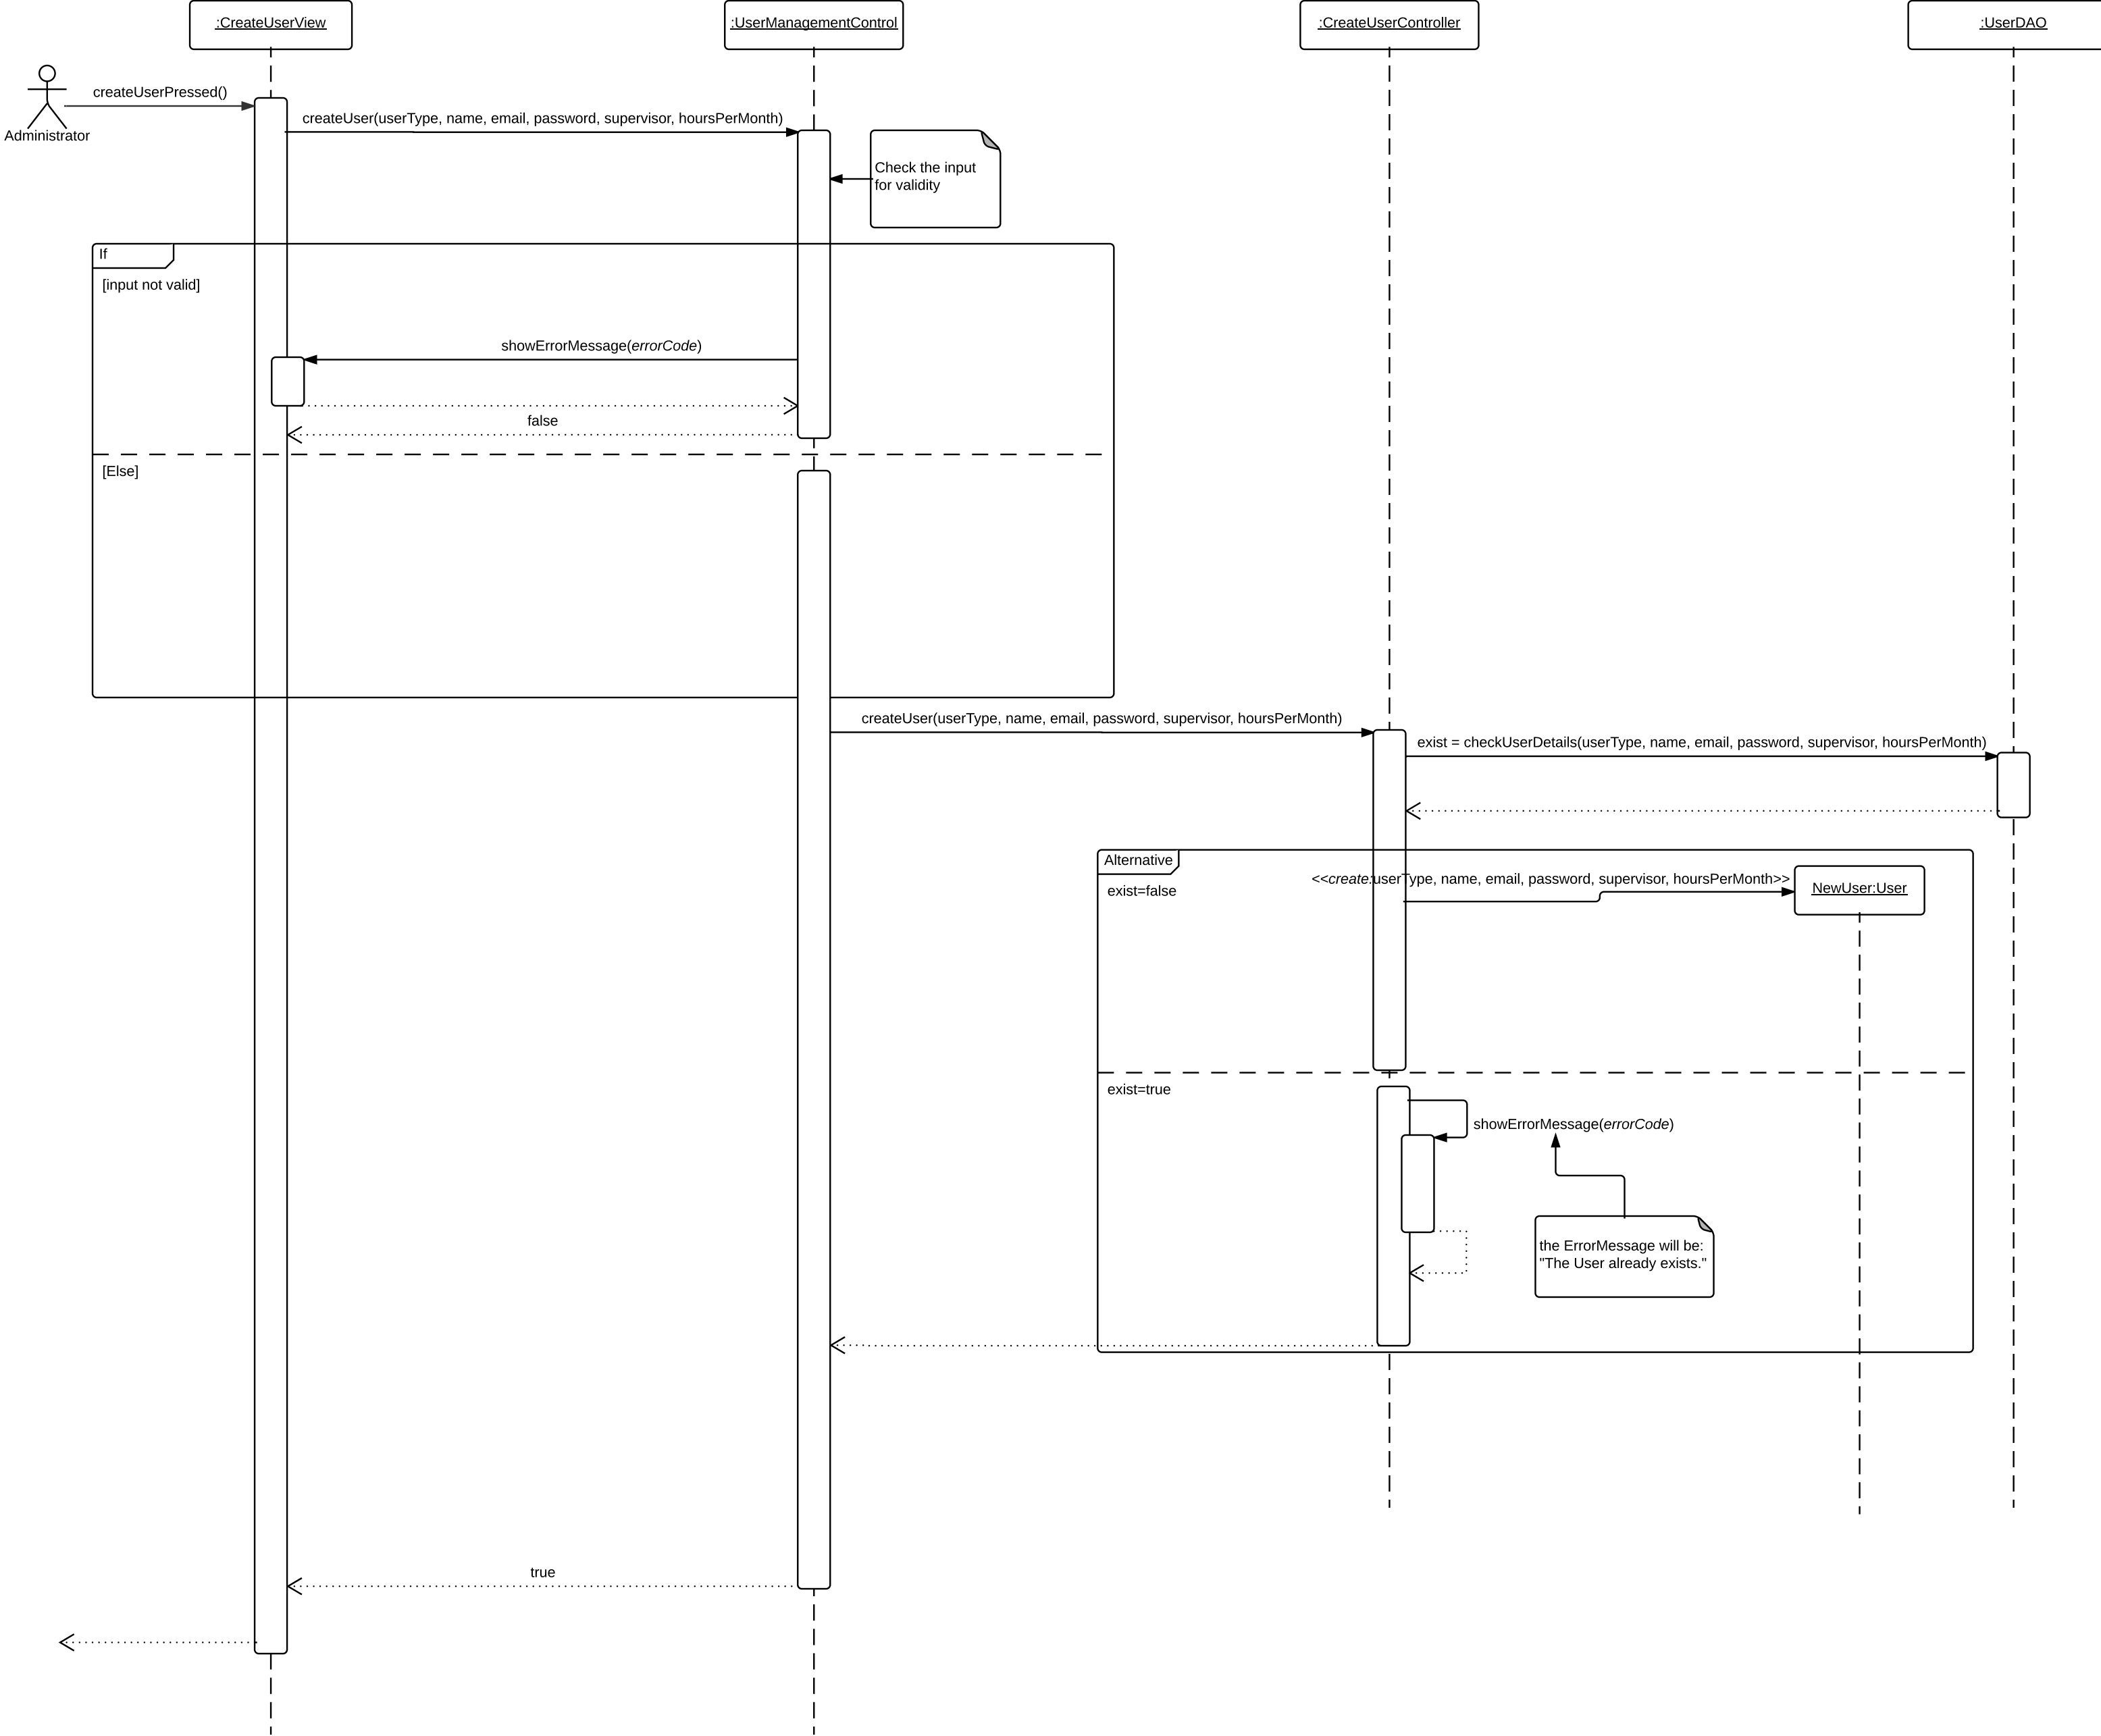 :CreateUserView
:UserManagementControl
:CreateUserController
:UserDAO
createUserPressed()
Administrator
createUser(userType, name, email, password, supervisor, hoursPerMonth)
Check the input
for validity
If
[input not valid]
showErrorMessage(errorCode)
false
[Else]
createUser(userType, name, email, password, supervisor, hoursPerMonth)
exist = checkUserDetails(userType, name, email, password, supervisor, hoursPerMonth)
Alternative
exist=false
<<create:userType, name, email, password, supervisor, hoursPerMonth>>
NewUser:User
exist=true
showErrorMessage(errorCode)
the ErrorMessage will be:
"The User already exists."
true